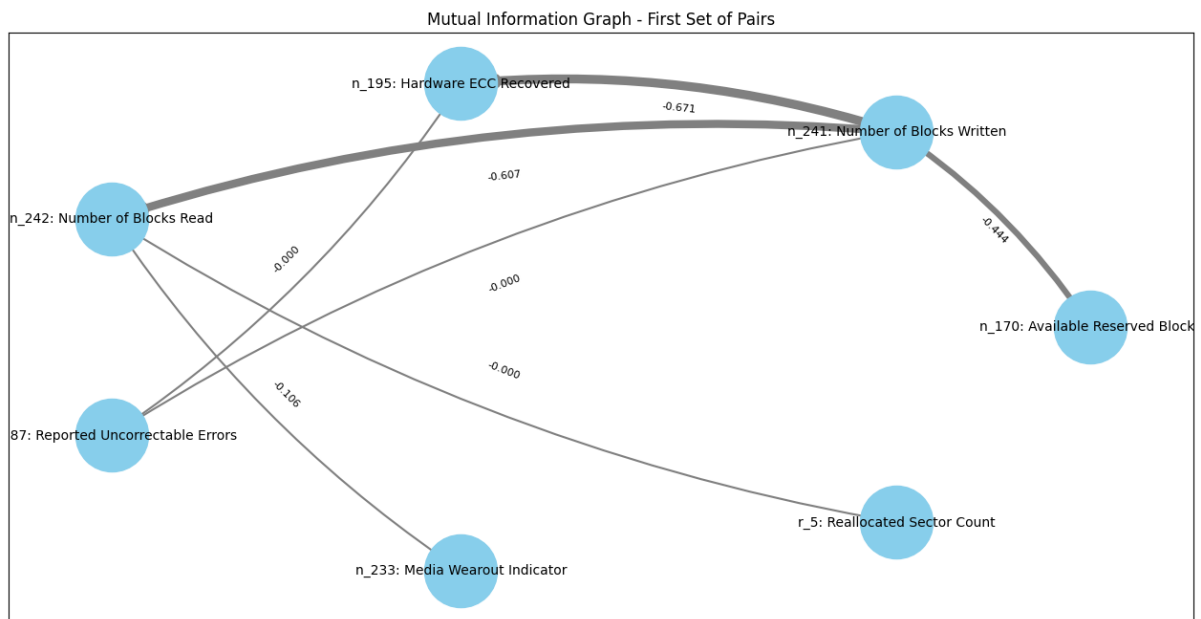 Mutual Information Graph - First Set of Pairs
n_195: Hardware ECC Recovered
-0.671
n_241: Number of Blocks Written
-0.607
n_242: Number of Blocks Read
-0.444
-0.000
-0.000
n_170: Available Reserved Block
-0.000
-0.106
87: Reported Uncorrectable Errors
r_5: Reallocated Sector Count
n_233: Media Wearout Indicator